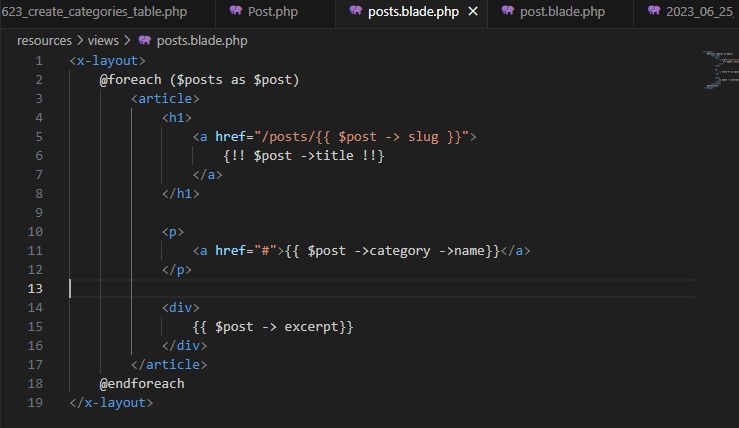 623_create_categories_table.php Post.php posts.blade.php × post.blade.php 2023_06_25_
resources > views > posts.blade.php
1 <x-layout>
2 @foreach ($posts as $post)
3 <article>
4 <h1>
5 <a href="/posts/{{ $post -> slug }}">
6 {!! $post ->title !!}
7 </a>
8 </h1>
9
10 <p>
11 <a href="#">{{ $post ->category ->name}}</a>
12 </p>
13
14 <div>
15 {{ $post -> excerpt}}
16 </div>
17 </article>
18 @endforeach
19 </x-layout>